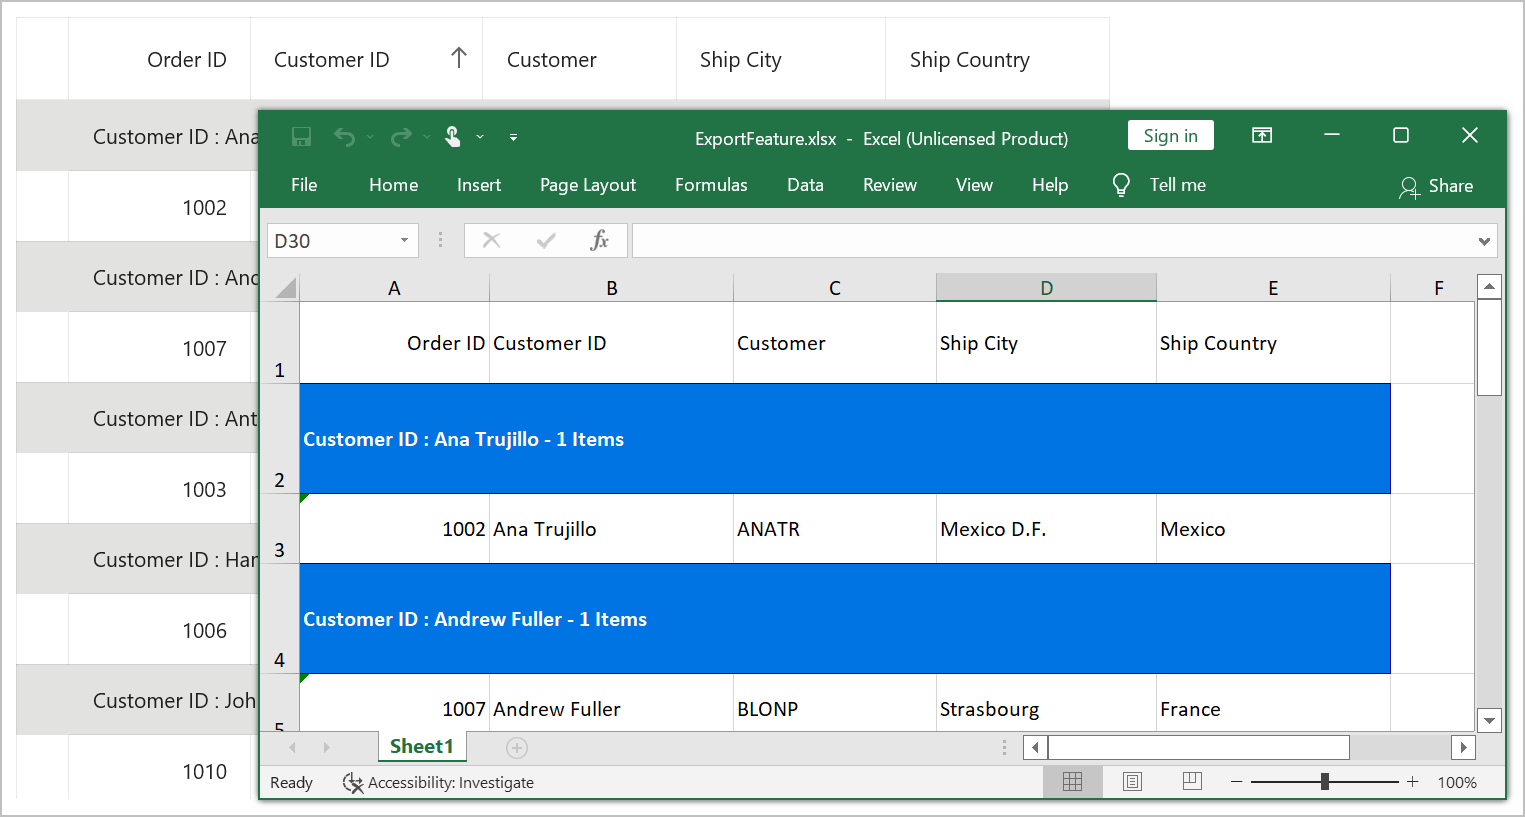 Order ID Customer ID Customer Ship City Ship Country
Customer ID : Ana
1002
Customer ID : And
1007
Customer ID : Ant
1003
Customer ID : Han
1006
Customer ID : Joh
1010
ExportFeature.xlsx - Excel (Unlicensed Product) Sign in
File Home Insert Page Layout Formulas Data Review View Help Tell me Share
D30 fx
A B C D E F
1 Order ID Customer ID Customer Ship City Ship Country
2 Customer ID : Ana Trujillo - 1 Items
3 1002 Ana Trujillo ANATR Mexico D.F. Mexico
4 Customer ID : Andrew Fuller - 1 Items
5 1007 Andrew Fuller BLONP Strasbourg France
Sheet1
Ready Accessibility: Investigate 100%